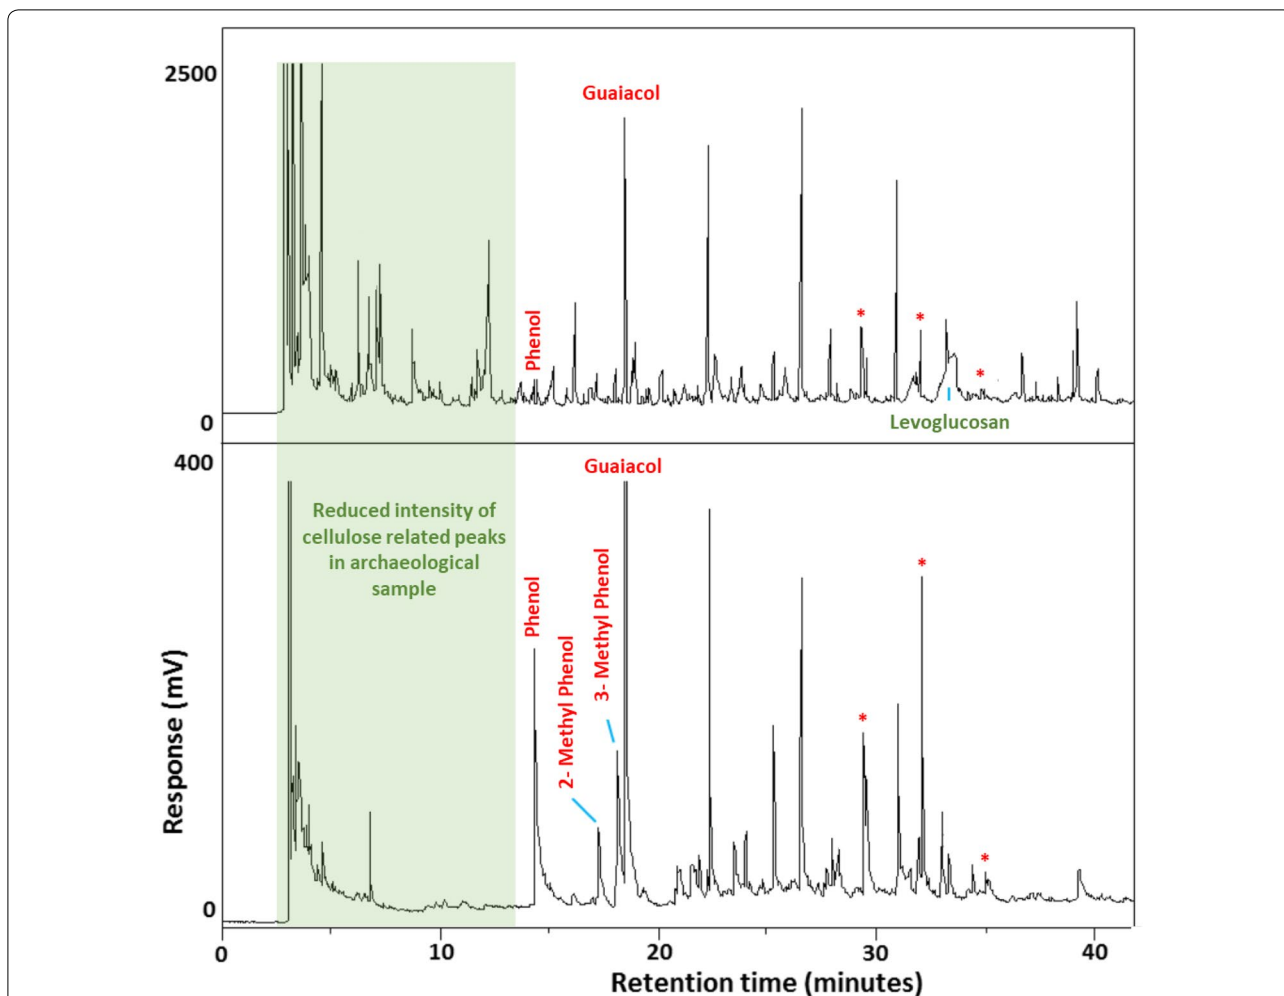 2500
Guaiacol
Phenol
*
*
*
Levoglucosan
0
400
Guaiacol
Reduced intensity of
cellulose related peaks
in archaeological
sample
Phenol
2- Methyl Phenol
3- Methyl Phenol
*
*
*
Response (mV)
0
0
10
20
30
40
Retention time (minutes)